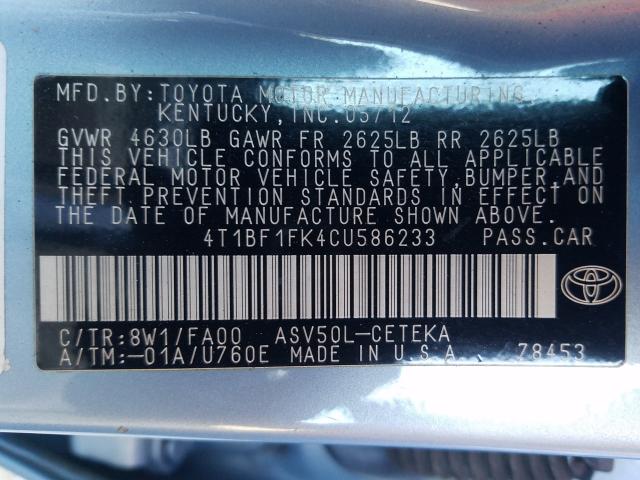 MFD.BY:TOYOTA MOTOR MANUFACTURING
KENTUCKY, INC. 05/12
GVWR 4630LB GAWR FR 2625LB RR 2625LB
THIS VEHICLE CONFORMS TO ALL APPLICABLE
FEDERAL MOTOR VEHICLE SAFETY,BUMPER,AND
THEFT PREVENTION STANDARDS IN EFFECT ON
THE DATE OF MANUFACTURE SHOWN ABOVE.
4T1BF1FK4CU586233 PASS.CAR
C/TR:8W1/FA00 ASV50L-CETEKA
A/TM:-01A/U760E MADE IN U.S.A. 78453
TOYOTA